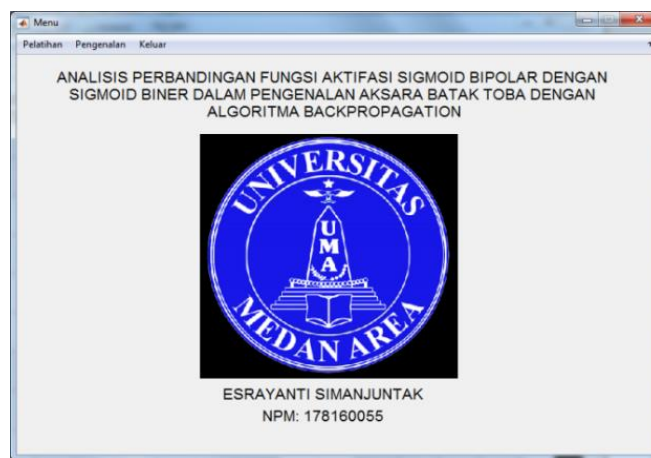 Menu
Pelatihan Pengenalan Keluar
ANALISIS PERBANDINGAN FUNGSI AKTIFASI SIGMOID BIPOLAR DENGAN
SIGMOID BINER DALAM PENGENALAN AKSARA BATAK TOBA DENGAN
ALGORITMA BACKPROPAGATION
UNIVERSITAS
UMA
MEDAN AREA
ESRAYANTI SIMANJUNTAK
NPM: 178160055